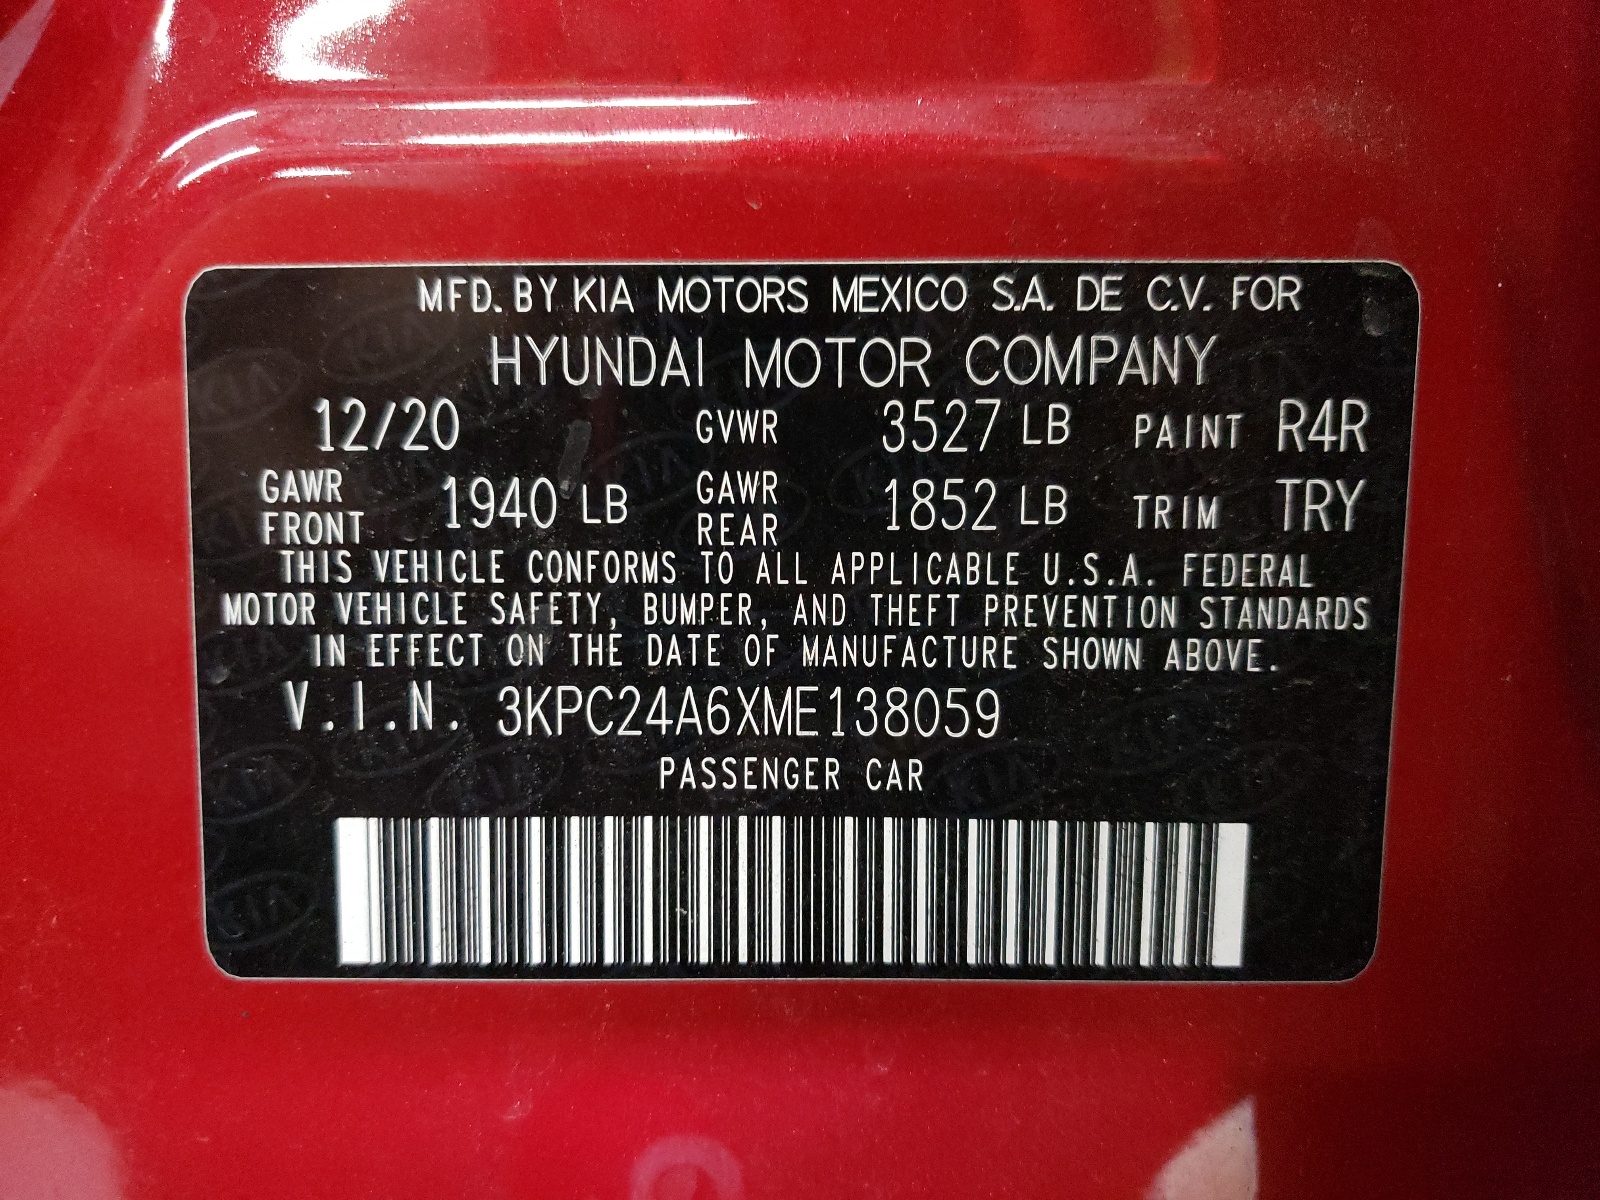 MFD. BY KIA MOTORS MEXICO S.A. DE C.V. FOR
HYUNDAI MOTOR COMPANY
12/20 GVWR 3527 LB PAINT R4R
GAWR FRONT 1940 LB GAWR REAR 1852 LB TRIM TRY
THIS VEHICLE CONFORMS TO ALL APPLICABLE U.S.A. FEDERAL
MOTOR VEHICLE SAFETY, BUMPER, AND THEFT PREVENTION STANDARDS
IN EFFECT ON THE DATE OF MANUFACTURE SHOWN ABOVE.
V.I.N. 3KPC24A6XME138059
PASSENGER CAR